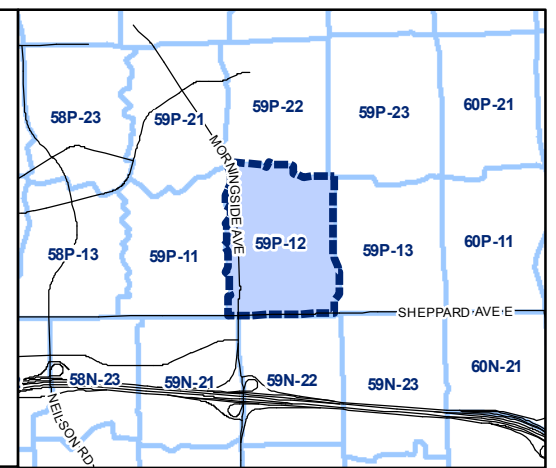 58P-23
59P-21
59P-22
59P-23
60P-21
MORNINGSIDE AVE
58P-13
59P-11
59P-12
59P-13
60P-11
SHEPPARD AVE E
58N-23
59N-21
59N-22
59N-23
60N-21
NEILSON RD